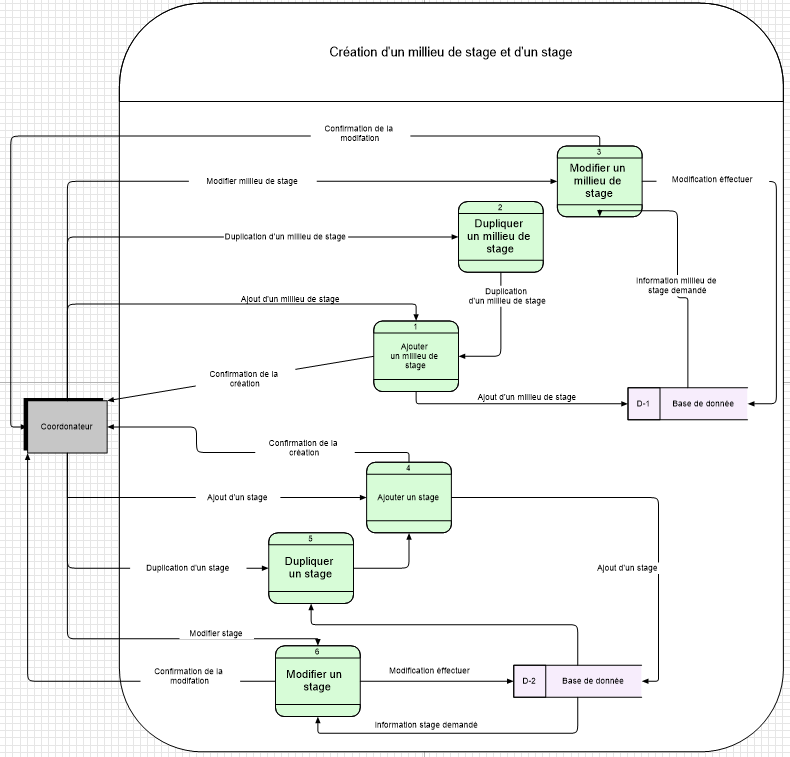 Création d'un millieu de stage et d'un stage
Confirmation de la
modifation
3
Modifier un
millieu de
stage
Modifier milieu de stage
Modification éffectuer
2
Dupliquer
un millieu de
stage
Duplication d'un millieu de stage
Duplication
d'un millieu de stage
Information milieu de
stage demandé
Ajout d'un millieu de stage
1
Ajouter
un millieu de
stage
Confirmation de la
création
Ajout d'un millieu de stage
D-1
Base de donnée
Coordonateur
Confirmation de la
création
4
Ajouter un stage
Ajout d'un stage
5
Dupliquer
un stage
Duplication d'un stage
Ajout d'un stage
Modifier stage
6
Modifier un
stage
Confirmation de la
modifation
Modification éffectuer
D-2
Base de donnée
Information stage demandé